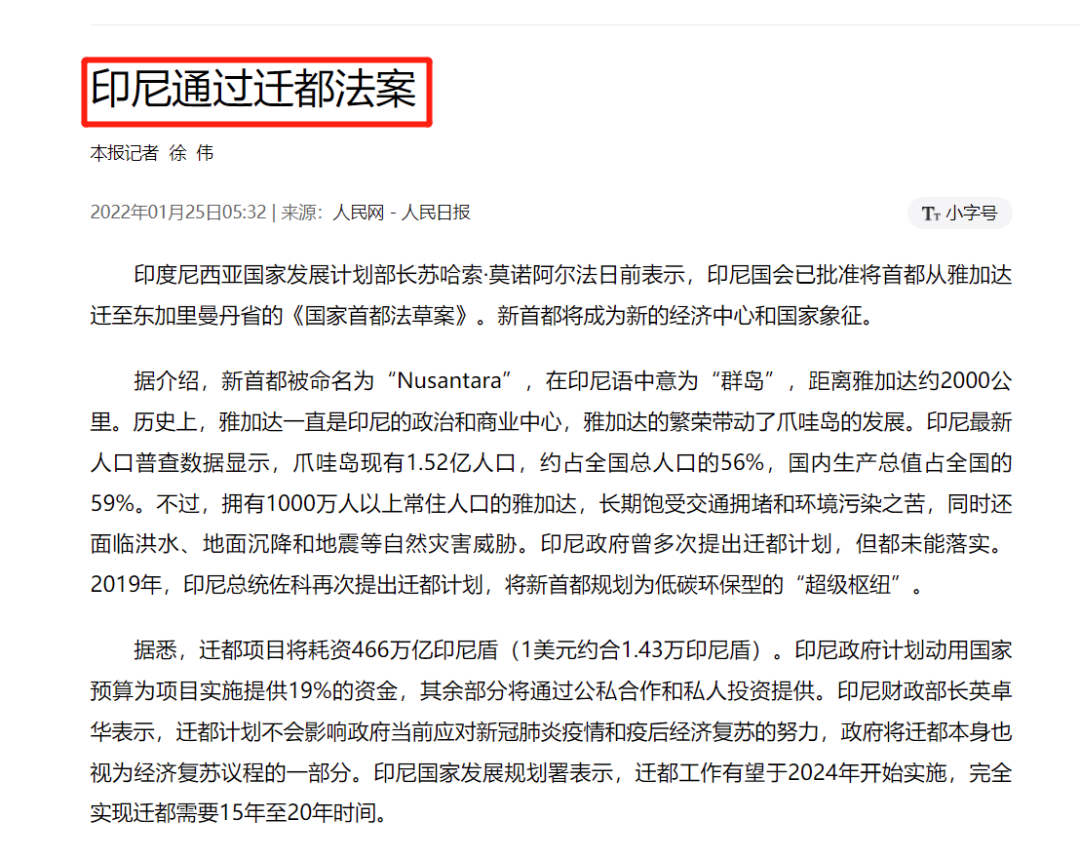 印尼通过迁都法案
本报记者 徐 伟
2022年01月25日05:32 | 来源：人民网 - 人民日报
TT 小字号
印度尼西亚国家发展计划部长苏哈索·莫诺阿尔法日前表示，印尼国会已批准将首都从雅加达
迁至东加里曼丹省的《国家首都法草案》。新首都将成为新的经济中心和国家象征。
据介绍，新首都被命名为“Nusantara”，在印尼语中意为“群岛”，距离雅加达约2000公
里。历史上，雅加达一直是印尼的政治和商业中心，雅加达的繁荣带动了爪哇岛的发展。印尼最新
人口普查数据显示，爪哇岛现有1.52亿人口，约占全国总人口的56%，国内生产总值占全国的
59%。不过，拥有1000万人以上常住人口的雅加达，长期饱受交通拥堵和环境污染之苦，同时还
面临洪水、地面沉降和地震等自然灾害威胁。印尼政府曾多次提出迁都计划，但都未能落实。
2019年，印尼总统佐科再次提出迁都计划，将新首都规划为低碳环保型的“超级枢纽”。
据悉，迁都项目将耗资466万亿印尼盾（1美元约合1.43万印尼盾）。印尼政府计划动用国家
预算为项目实施提供19%的资金，其余部分将通过公私合作和私人投资提供。印尼财政部长英卓
华表示，迁都计划不会影响政府当前应对新冠肺炎疫情和疫后经济复苏的努力，政府将迁都本身也
视为经济复苏议程的一部分。印尼国家发展规划署表示，迁都工作有望于2024年开始实施，完全
实现迁都需要15年至20年时间。